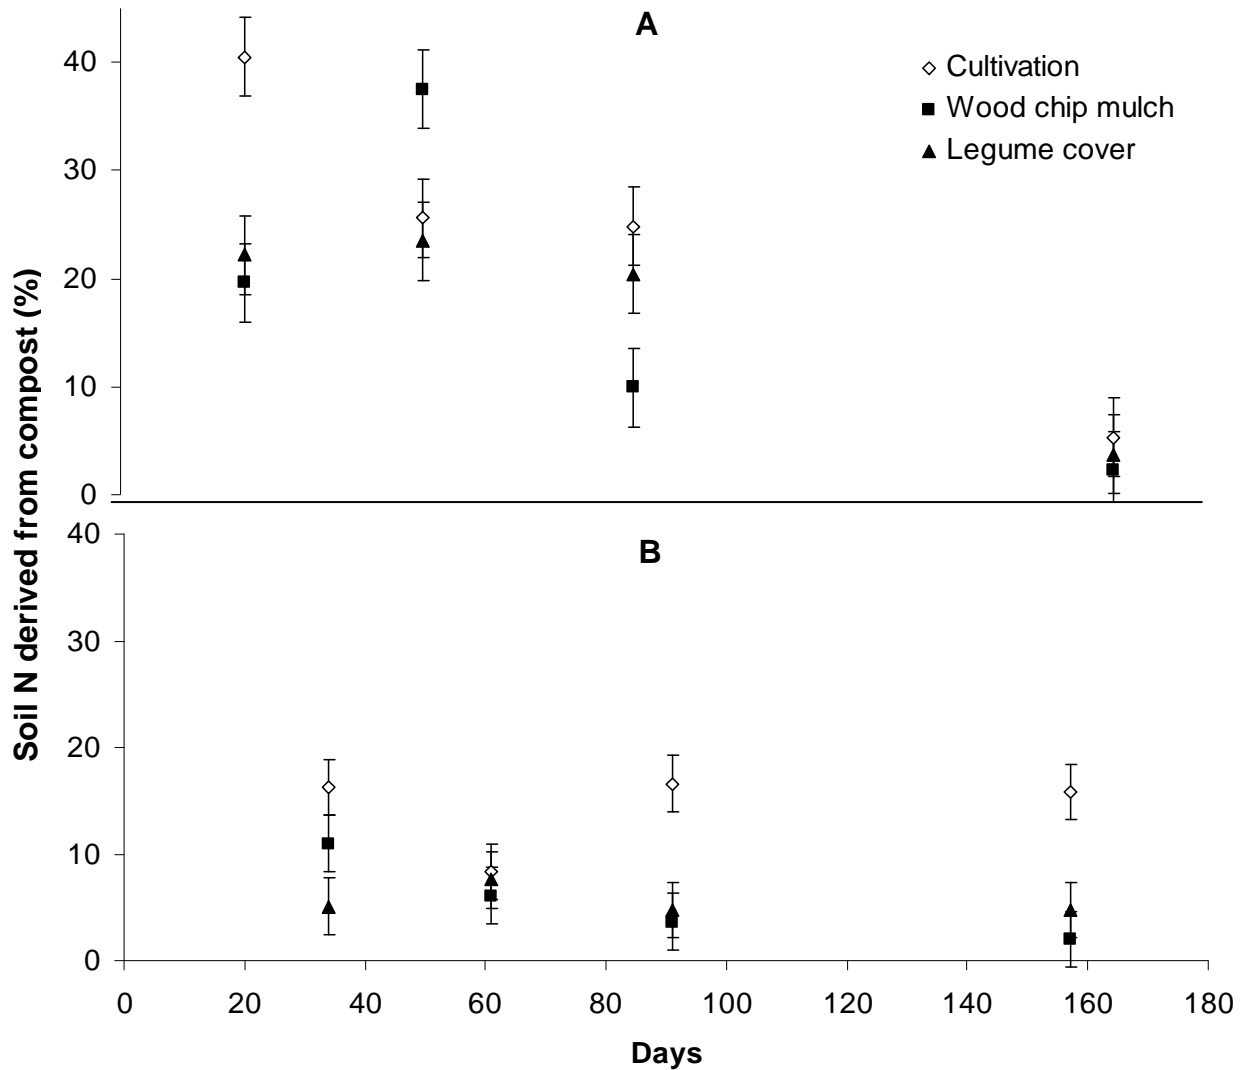 A
Cultivation
Wood chip mulch
Legume cover
40
30
20
10
0
Soil N derived from compost (%)
B
40
30
20
10
0
0 20 40 60 80 100 120 140 160 180
Days